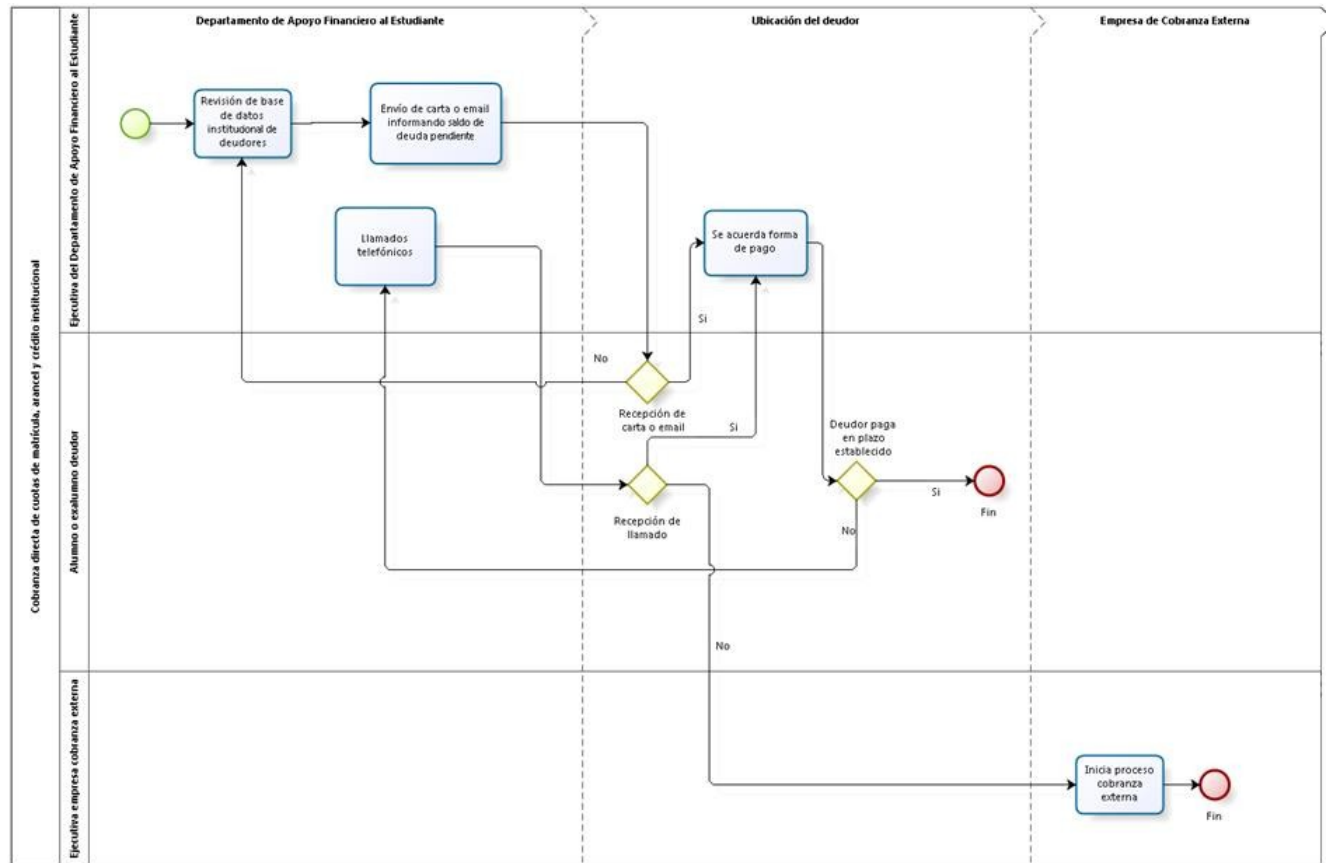 Departamento de Apoyo Financiero al Estudiante
Ubicación del deudor
Empresa de Cobranza Externa
Cobranza directa de cuotas de matrícula, arancel y crédito institucional
Ejecutiva del Departamento de Apoyo Financiero al Estudiante
Revisión de base
de datos
institucional de
deudores
Envío de carta o email
informando saldo de
deuda pendiente
Llamados
telefónicos
Se acuerda forma
de pago
Si
Alumno o exalumno deudor
No
Recepción de
carta o email
Si
Deudor paga
en plazo
establecido
Recepción de
llamado
Si
Fin
No
No
Ejecutiva empresa cobranza externa
Inicia proceso
cobranza
externa
Fin